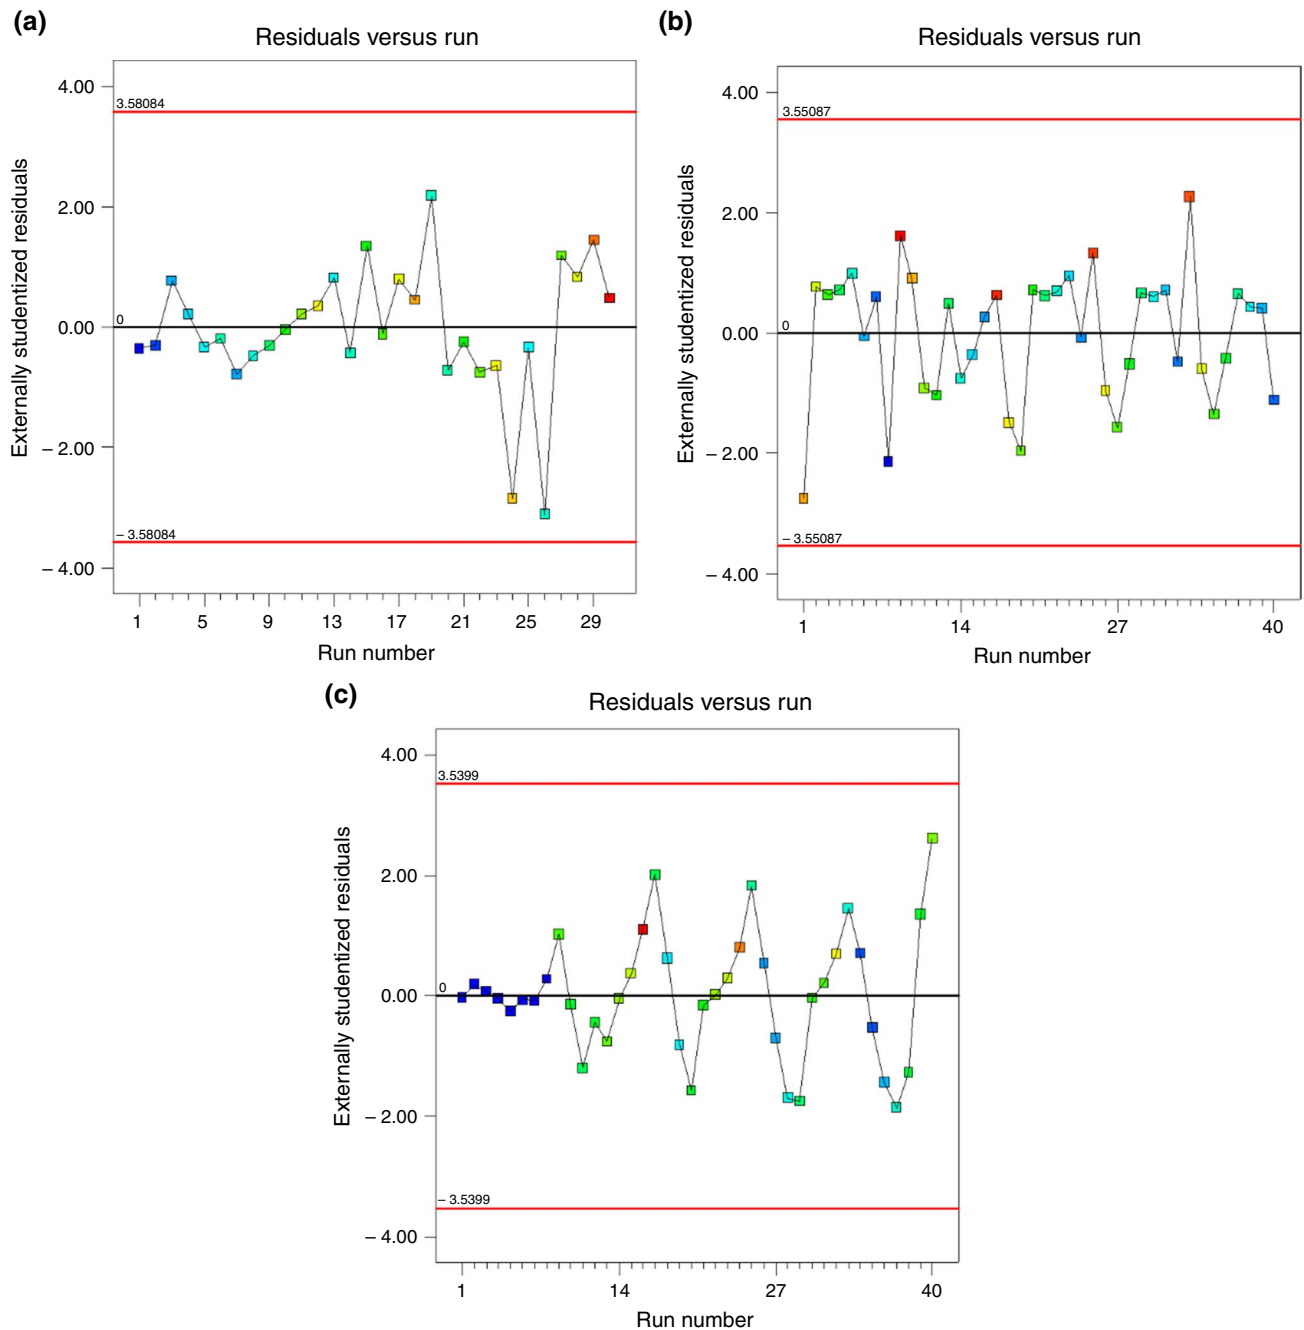 (a)
Residuals versus run
Externally studentized residuals
4.00
3.58084
2.00
0.00
0
– 2.00
– 3.58084
– 4.00
1 5 9 13 17 21 25 29
Run number
(b)
Residuals versus run
Externally studentized residuals
4.00
3.55087
2.00
0.00
0
– 2.00
– 3.55087
– 4.00
1 14 27 40
Run number
(c)
Residuals versus run
Externally studentized residuals
4.00
3.5399
2.00
0.00
0
– 2.00
– 3.5399
– 4.00
1 14 27 40
Run number